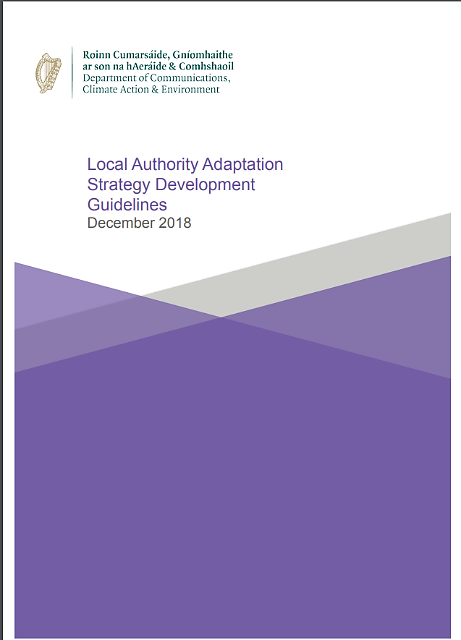 Roinn Cumarsáide, Gníomhaithe
ar son na hAeráide & Comhshaoil
Department of Communications,
Climate Action & Environment
Local Authority Adaptation
Strategy Development
Guidelines
December 2018